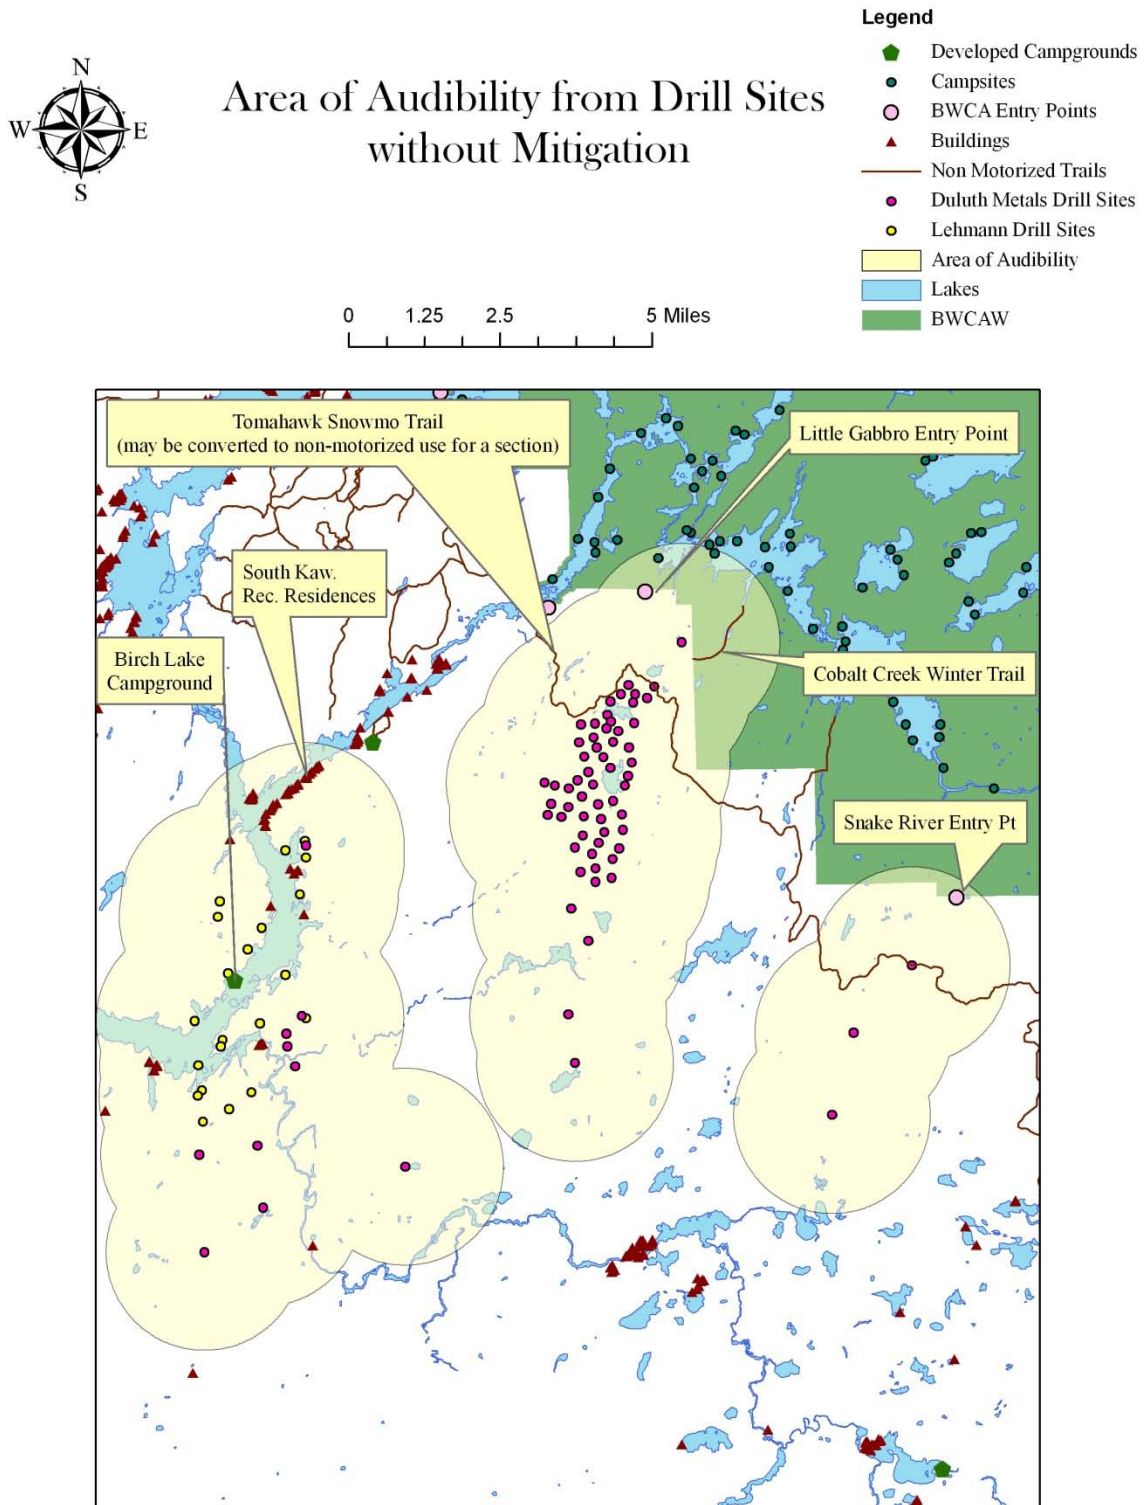 Legend
Developed Campgrounds
Campsites
BWCA Entry Points
Buildings
Non Motorized Trails
Duluth Metals Drill Sites
Lehmann Drill Sites
Area of Audibility
Lakes
BWCAW
N
W E
S
Area of Audibility from Drill Sites
without Mitigation
0 1.25 2.5 5 Miles
Tomahawk Snowmo Trail
(may be converted to non-motorized use for a section)
Little Gabbro Entry Point
South Kaw.
Rec. Residences
Birch Lake
Campground
Cobalt Creek Winter Trail
Snake River Entry Pt